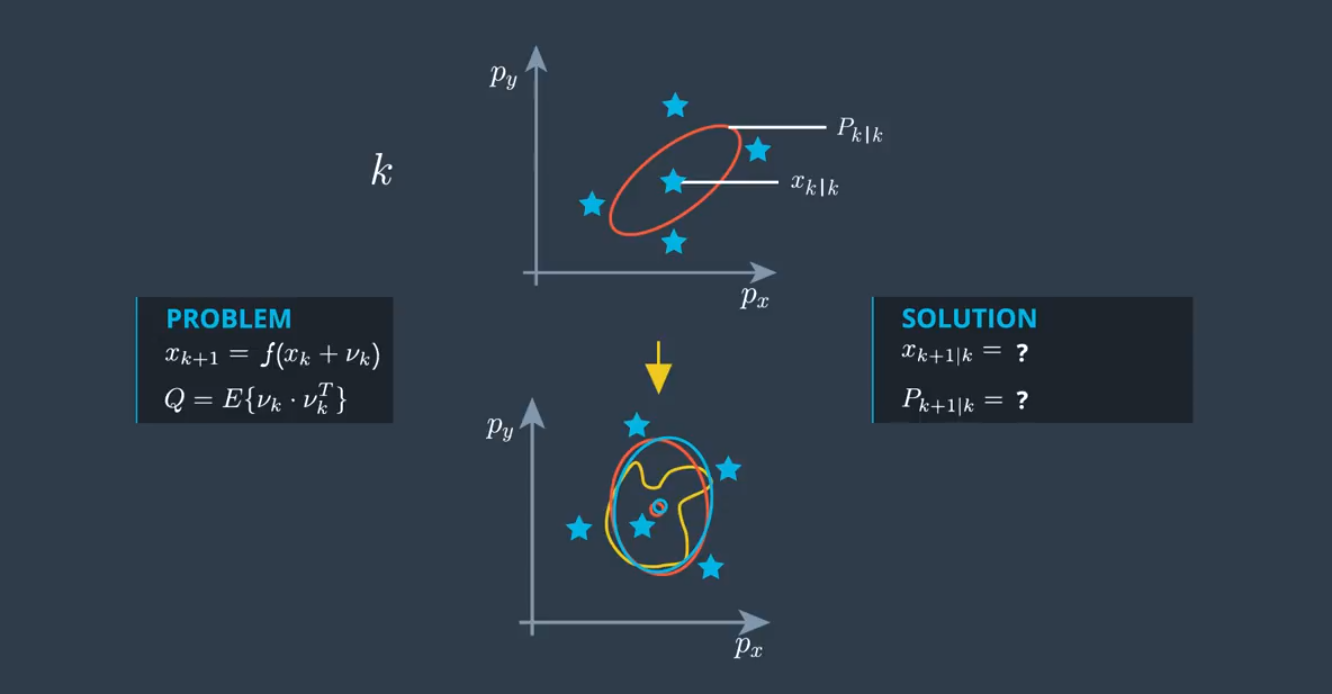 p_y
P_{k|k}
k
x_{k|k}
p_x
PROBLEM
x_{k+1} = f(x_k + ν_k)
Q = E{ν_k · ν_k^T}
SOLUTION
x_{k+1|k} = ?
P_{k+1|k} = ?
p_y
p_x